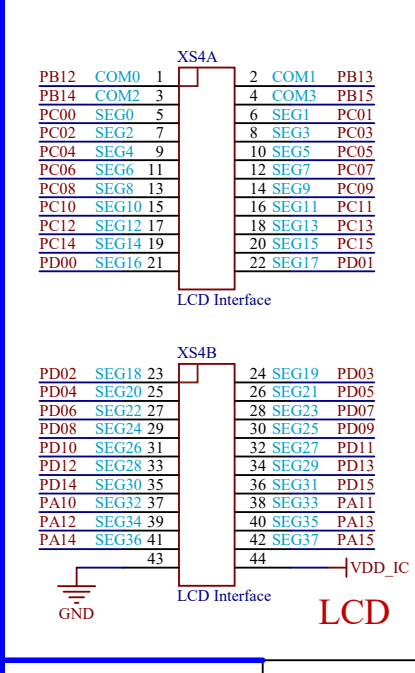 XS4A
PB12 COM0 1 2 COM1 PB13
PB14 COM2 3 4 COM3 PB15
PC00 SEG0 5 6 SEG1 PC01
PC02 SEG2 7 8 SEG3 PC03
PC04 SEG4 9 10 SEG5 PC05
PC06 SEG6 11 12 SEG7 PC07
PC08 SEG8 13 14 SEG9 PC09
PC10 SEG10 15 16 SEG11 PC11
PC12 SEG12 17 18 SEG13 PC13
PC14 SEG14 19 20 SEG15 PC15
PD00 SEG16 21 22 SEG17 PD01
LCD Interface
XS4B
PD02 SEG18 23 24 SEG19 PD03
PD04 SEG20 25 26 SEG21 PD05
PD06 SEG22 27 28 SEG23 PD07
PD08 SEG24 29 30 SEG25 PD09
PD10 SEG26 31 32 SEG27 PD11
PD12 SEG28 33 34 SEG29 PD13
PD14 SEG30 35 36 SEG31 PD15
PA10 SEG32 37 38 SEG33 PA11
PA12 SEG34 39 40 SEG35 PA13
PA14 SEG36 41 42 SEG37 PA15
43 44
VDD_IC
LCD Interface
GND
LCD